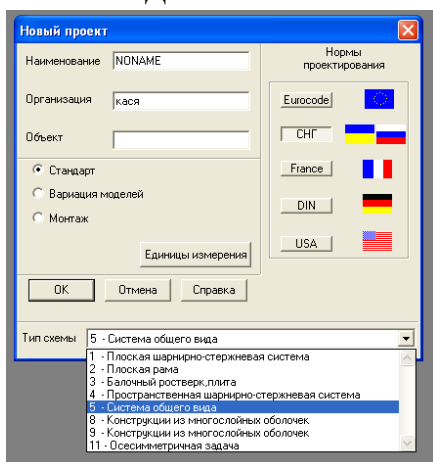 Новый проект
Наименование NONAME
Организация кася
Объект
Стандарт
Вариация моделей
Монтаж
Единицы измерения
Нормы
проектирования
Eurocode
СНГ
France
DIN
USA
OK Отмена Справка
Тип схемы 5 - Система общего вида
1 - Плоская шарнирно-стержневая система
2 - Плоская рама
3 - Балочный ростверк,плита
4 - Пространственная шарнирно-стержневая система
5 - Система общего вида
8 - Конструкции из многослойных оболочек
9 - Конструкции из многослойных оболочек
11 - Осесимметричная задача